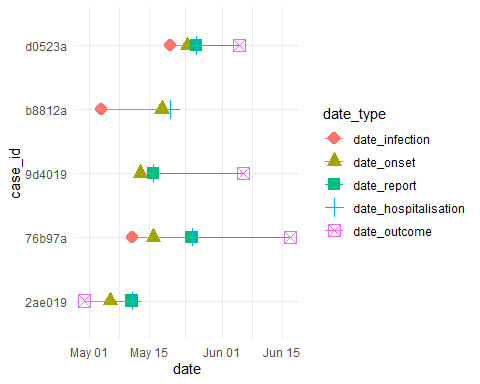 d0523a
b8812a
9d4019
76b97a
2ae019
case_id
May 01 May 15 Jun 01 Jun 15
date
date_type
date_infection
date_onset
date_report
date_hospitalisation
date_outcome